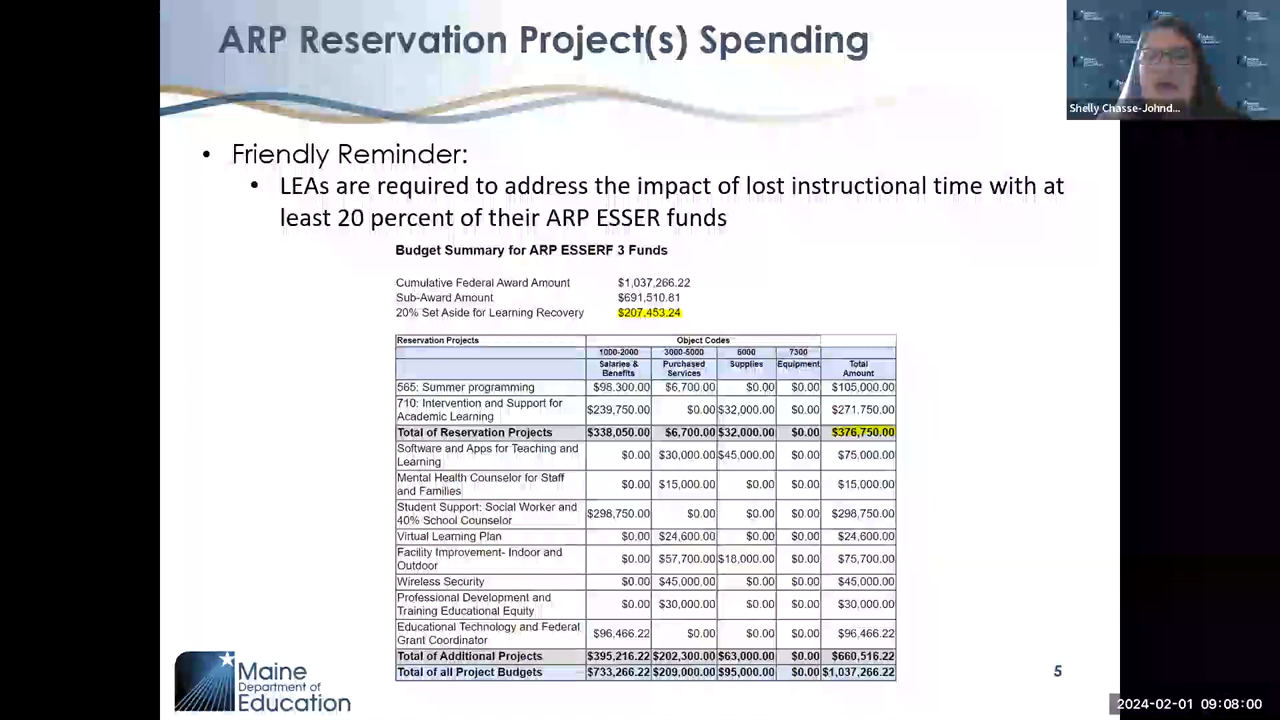 ARP Reservation Project(s) Spending
Shelly Chasse-Johnd...
• Friendly Reminder:
• LEAs are required to address the impact of lost instructional time with at
least 20 percent of their ARP ESSER funds
Budget Summary for ARP ESSERF 3 Funds
Cumulative Federal Award Amount $1,037,266.22
Sub-Award Amount $691,510.81
20% Set Aside for Learning Recovery $207,453.24
Reservation Projects Object Codes
1000-2000 3000-5000 6000 7300
Salaries & Purchased Supplies Equipment Total
Benefits Services Amount
565: Summer programming $98,300.00 $6,700.00 $0.00 $0.00 $105,000.00
710: Intervention and Support for
Academic Learning $239,750.00 $0.00 $32,000.00 $0.00 $271,750.00
Total of Reservation Projects $338,050.00 $6,700.00 $32,000.00 $0.00 $376,750.00
Software and Apps for Teaching and
Learning $0.00 $30,000.00 $45,000.00 $0.00 $75,000.00
Mental Health Counselor for Staff
and Families $0.00 $15,000.00 $0.00 $0.00 $15,000.00
Student Support: Social Worker and
40% School Counselor $298,750.00 $0.00 $0.00 $0.00 $298,750.00
Virtual Learning Plan $0.00 $24,600.00 $0.00 $0.00 $24,600.00
Facility Improvement- Indoor and
Outdoor $0.00 $57,700.00 $18,000.00 $0.00 $75,700.00
Wireless Security $0.00 $45,000.00 $0.00 $0.00 $45,000.00
Professional Development and
Training Educational Equity $0.00 $30,000.00 $0.00 $0.00 $30,000.00
Educational Technology and Federal
Grant Coordinator $96,466.22 $0.00 $0.00 $0.00 $96,466.22
Total of Additional Projects $395,216.22 $202,300.00 $63,000.00 $0.00 $660,516.22
Total of all Project Budgets $733,266.22 $209,000.00 $95,000.00 $0.00 $1,037,266.22
Maine
Department of
Education
5
2024-02-01 09:08:00